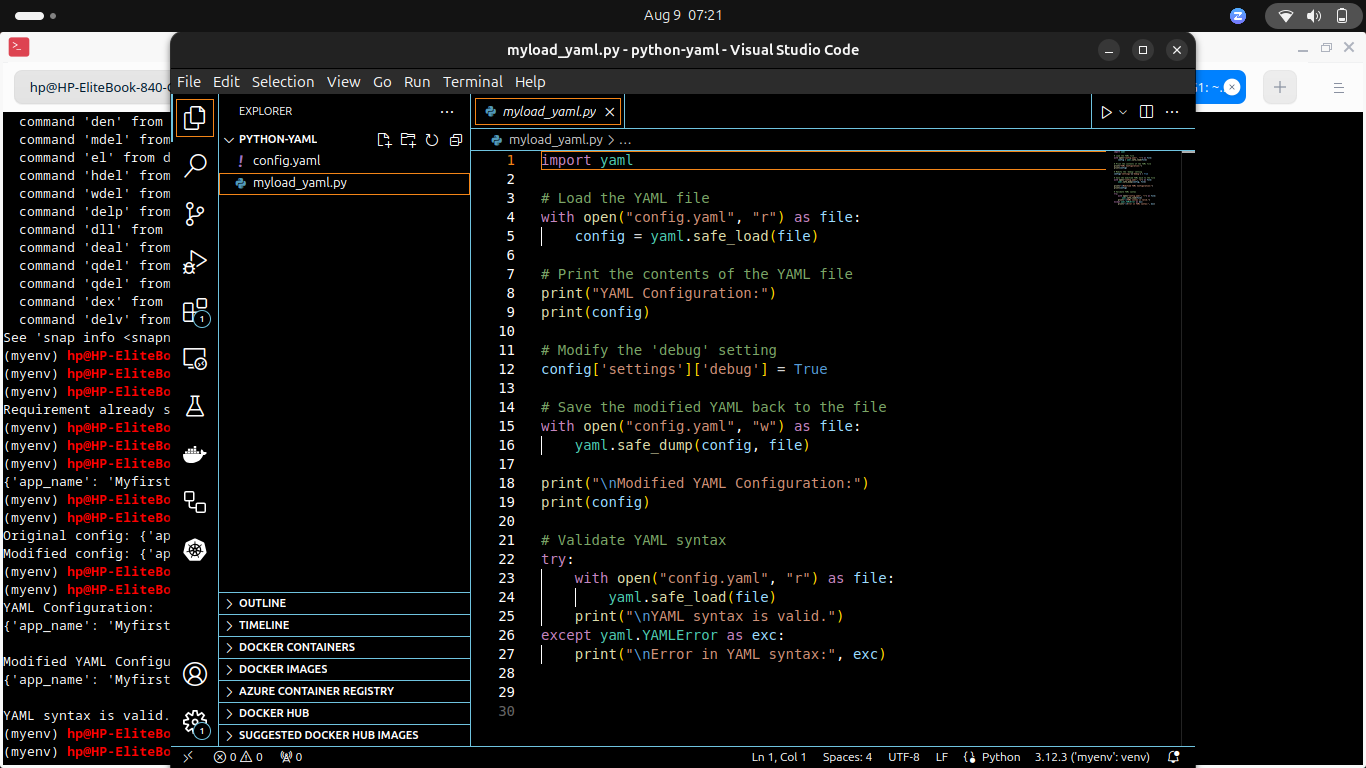 Aug 9 07:21
myload_yaml.py - python-yaml - Visual Studio Code
hp@HP-EliteBook-840-
File Edit Selection View Go Run Terminal Help
EXPLORER
PYTHON-YAML
! config.yaml
myload_yaml.py
OUTLINE
TIMELINE
DOCKER CONTAINERS
DOCKER IMAGES
AZURE CONTAINER REGISTRY
DOCKER HUB
SUGGESTED DOCKER HUB IMAGES
1
1
myload_yaml.py
myload_yaml.py > ...
1 import yaml
2
3 # Load the YAML file
4 with open("config.yaml", "r") as file:
5     config = yaml.safe_load(file)
6
7 # Print the contents of the YAML file
8 print("YAML Configuration:")
9 print(config)
10
11 # Modify the 'debug' setting
12 config['settings']['debug'] = True
13
14 # Save the modified YAML back to the file
15 with open("config.yaml", "w") as file:
16     yaml.safe_dump(config, file)
17
18 print("\nModified YAML Configuration:")
19 print(config)
20
21 # Validate YAML syntax
22 try:
23     with open("config.yaml", "r") as file:
24         yaml.safe_load(file)
25     print("\nYAML syntax is valid.")
26 except yaml.YAMLError as exc:
27     print("\nError in YAML syntax:", exc)
28
29
30
command 'den' from
command 'mdel' from
command 'el' from d
command 'hdel' from
command 'wdel' from
command 'delp' from
command 'dll' from
command 'deal' from
command 'qdel' from
command 'qdel' from
command 'dex' from
command 'delv' from
See 'snap info <snapn
(myenv) hp@HP-EliteBo
(myenv) hp@HP-EliteBo
(myenv) hp@HP-EliteBo
Requirement already s
(myenv) hp@HP-EliteBo
(myenv) hp@HP-EliteBo
(myenv) hp@HP-EliteBo
{'app_name': 'Myfirst
(myenv) hp@HP-EliteBo
(myenv) hp@HP-EliteBo
Original config: {'ap
Modified config: {'ap
(myenv) hp@HP-EliteBo
(myenv) hp@HP-EliteBo
YAML Configuration:
{'app_name': 'Myfirst
Modified YAML Configu
{'app_name': 'Myfirst
YAML syntax is valid.
(myenv) hp@HP-EliteBo
(myenv) hp@HP-EliteBo
0 0 0 Ln 1, Col 1 Spaces: 4 UTF-8 LF Python 3.12.3 ('myenv': venv)